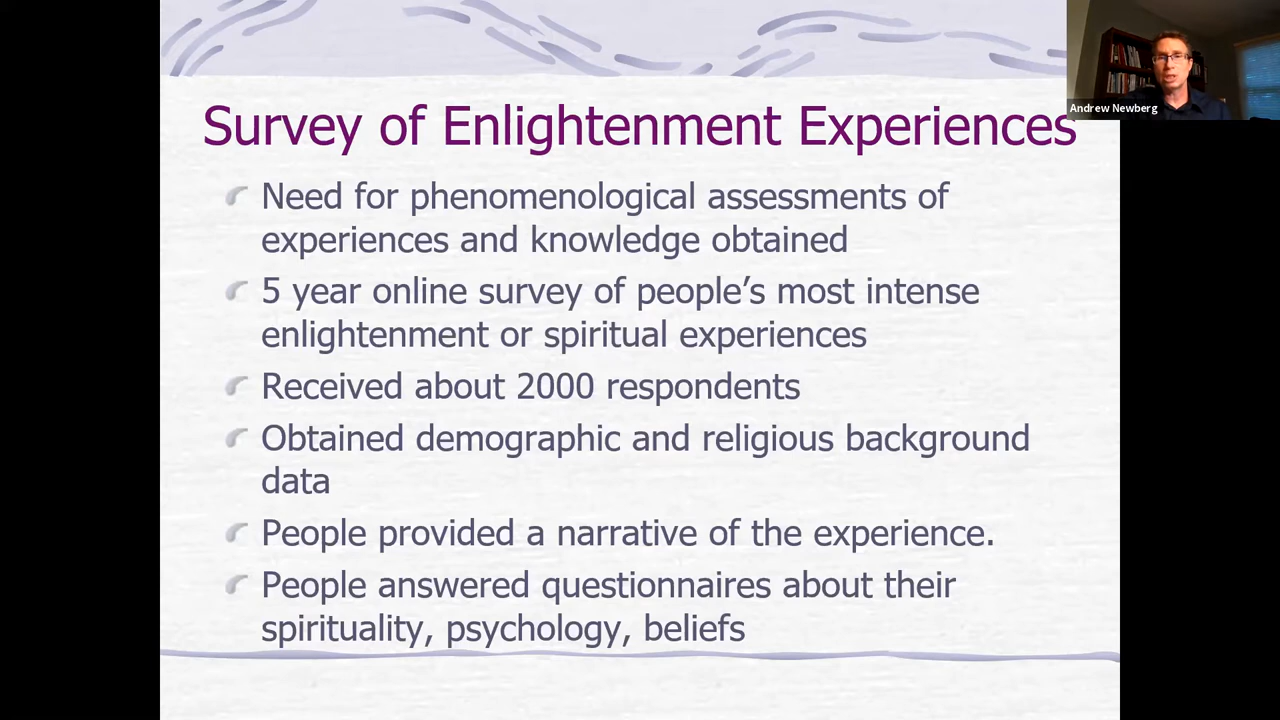 Survey of Enlightenment Experiences
Andrew Newberg
Need for phenomenological assessments of
experiences and knowledge obtained
5 year online survey of people’s most intense
enlightenment or spiritual experiences
Received about 2000 respondents
Obtained demographic and religious background
data
People provided a narrative of the experience.
People answered questionnaires about their
spirituality, psychology, beliefs